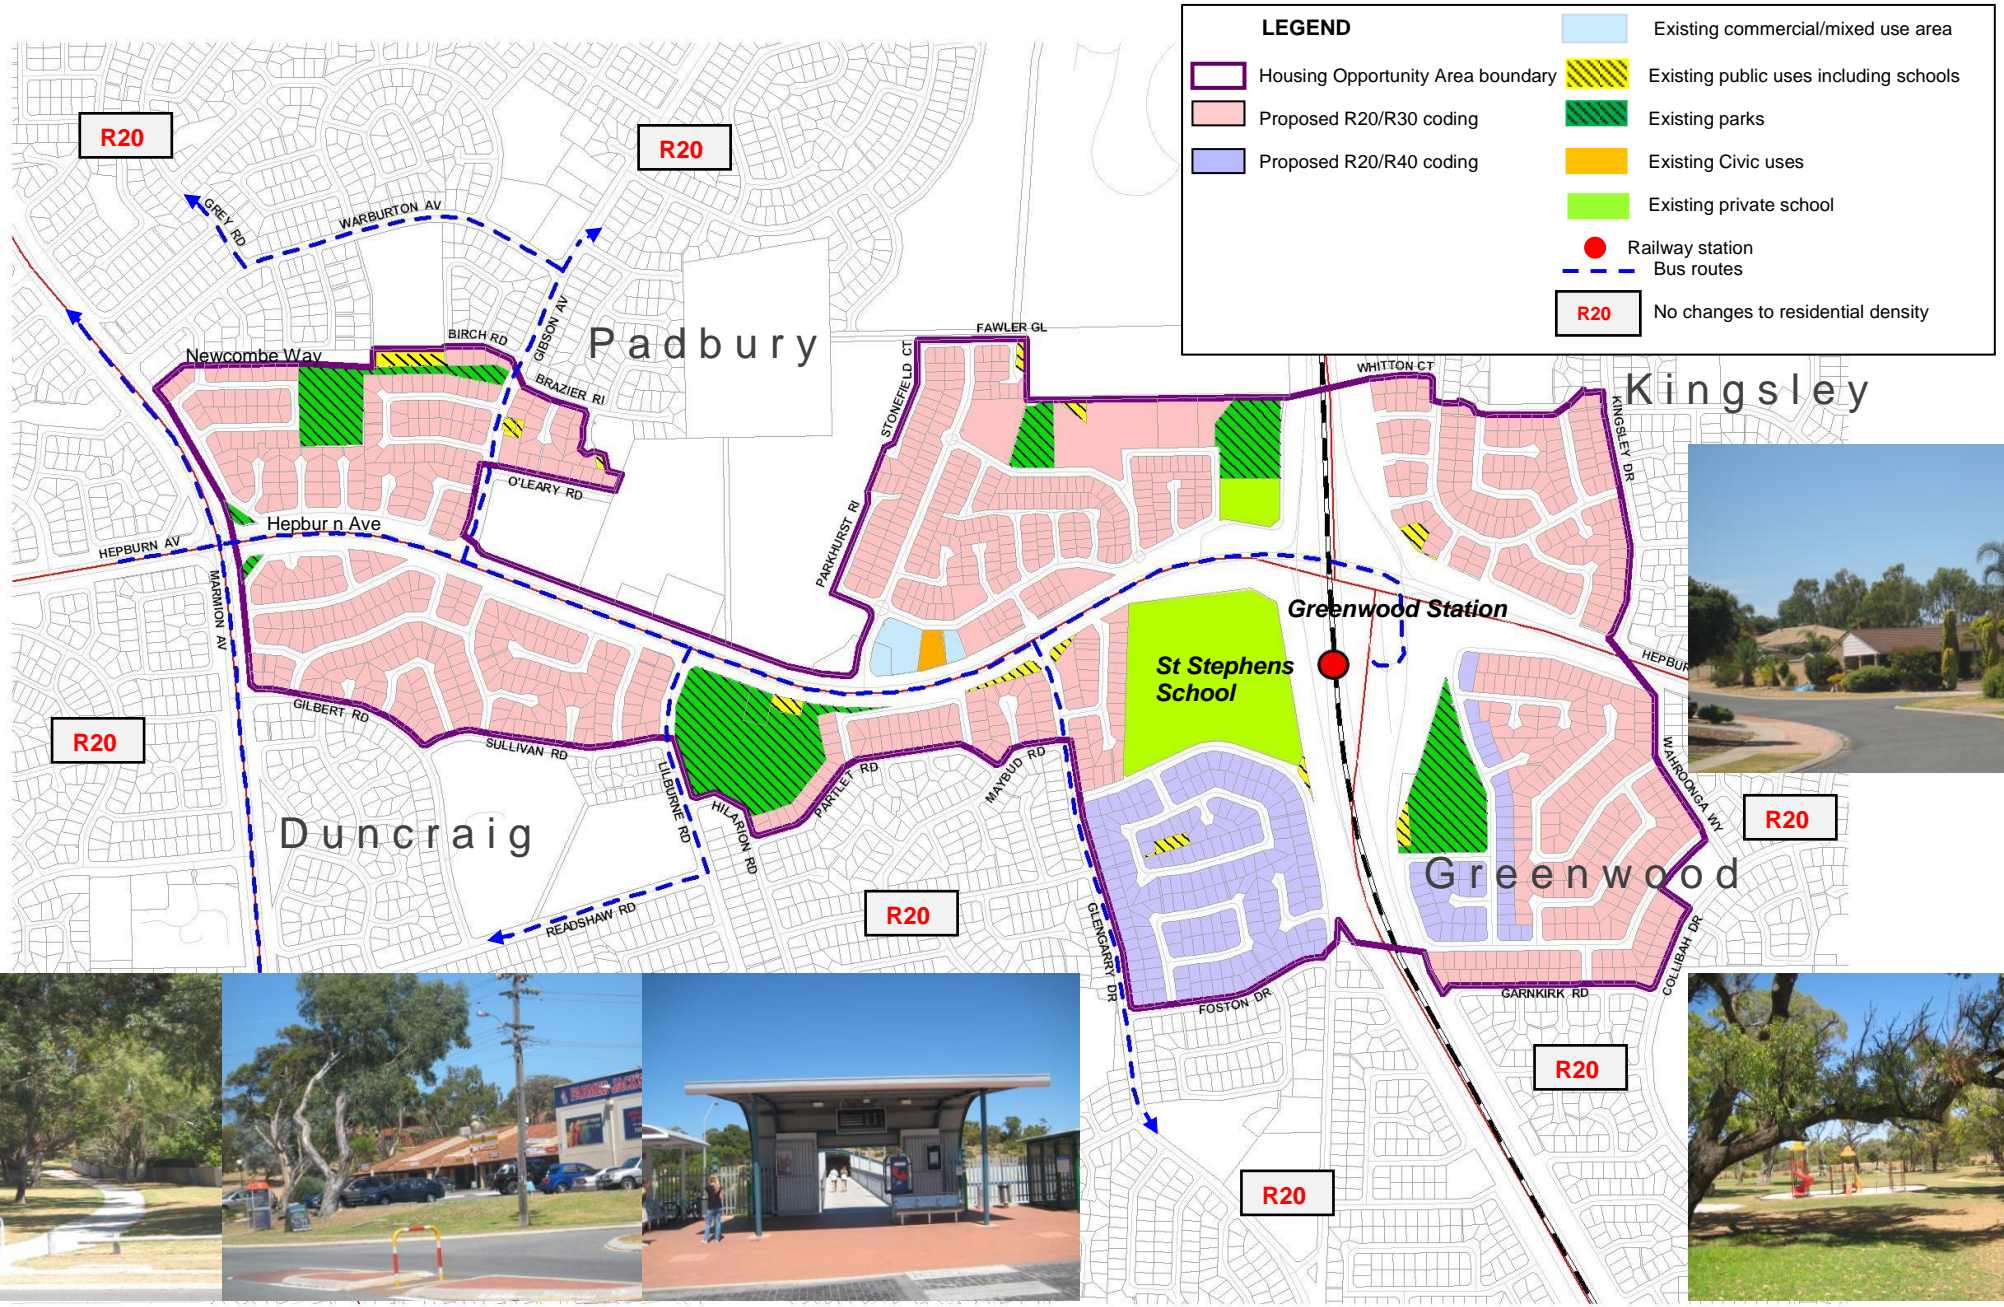 LEGEND
Housing Opportunity Area boundary
Proposed R20/R30 coding
Proposed R20/R40 coding
Existing commercial/mixed use area
Existing public uses including schools
Existing parks
Existing Civic uses
Existing private school
Railway station
Bus routes
R20
No changes to residential density
R20
R20
GREY RD
WARBURTON AV
GIBSON AV
BIRCH RD
Newcombe Way
BRAZIER RI
Padbury
FAWLER GL
STONEFIELD CT
WHITTON CT
Kingsley
KINGSLEY DR
O'LEARY RD
PARKHURST RI
Hepbur n Ave
HEPBURN AV
MARMION AV
Greenwood Station
St Stephens
School
HEPBUR
GILBERT RD
SULLIVAN RD
R20
LILBURNE RD
HILARION RD
PARTLET RD
MAYBUD RD
WAHROONGA WY
R20
Duncraig
Greenwood
READSHAW RD
R20
GLENGARRY DR
FOSTON DR
GARNKIRK RD
COLLIBAH DR
R20
R20
FARMER JACK'S